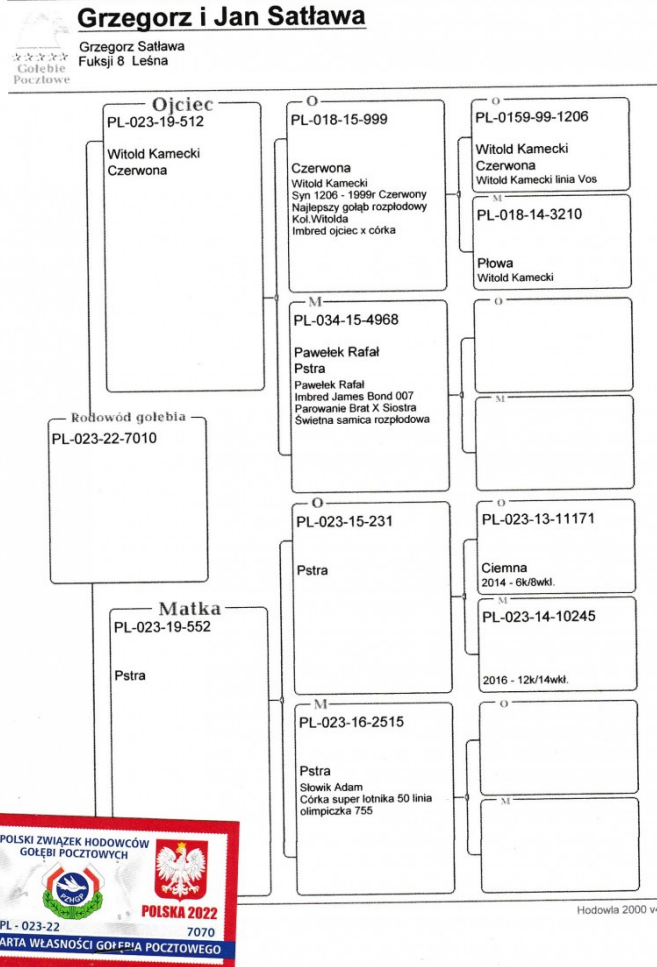 Grzegorz i Jan Satława
Grzegorz Satława
Fuksji 8 Leśna
Gołebie
Pocztowe
Ojciec
PL-023-19-512
Witold Kamecki
Czerwona
O
PL-018-15-999
Czerwona
Witold Kamecki
Syn 1206 - 1999r Czerwony
Najlepszy gołąb rozpłodowy
Kol.Witolda
Imbred ojciec x córka
O
PL-0159-99-1206
Witold Kamecki
Czerwona
Witold Kamecki linia Vos
M
PL-018-14-3210
Płowa
Witold Kamecki
M
PL-034-15-4968
Pawełek Rafał
Pstra
Pawełek Rafał
Imbred James Bond 007
Parowanie Brat X Siostra
Świetna samica rozpłodowa
O
M
Rodowód gołebia
PL-023-22-7010
O
PL-023-15-231
Pstra
O
PL-023-13-11171
Ciemna
2014 - 6k/8wkl.
M
PL-023-14-10245
2016 - 12k/14wkł.
Matka
PL-023-19-552
Pstra
M
PL-023-16-2515
Pstra
Słowik Adam
Córka super lotnika 50 linia
olimpiczka 755
O
M
POLSKI ZWIĄZEK HODOWCÓW
GOŁĘBI POCZTOWYCH
PZHGP
POLSKA 2022
PL - 023-22 7070
ARTA WŁASNOŚCI GOŁĘBIA POCZTOWEGO
Hodowla 2000 v4